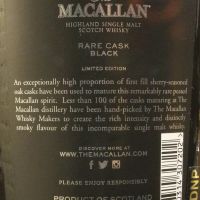 THE
MACALLAN
HIGHLAND SINGLE MALT
SCOTCH WHISKY
RARE CASK
BLACK
LIMITED EDITION
An exceptionally high proportion of first fill sherry-seasoned
oak casks have been used to mature this remarkably rare peated
Macallan spirit. Less than 100 of the casks maturing at The
Macallan distillery have been hand-picked by The Macallan
Whisky Makers to create the rich intensity and distinctly
smoky flavour of this incomparable single malt whisky.
DISCOVER MORE AT
WWW.THEMACALLAN.COM
PLEASE ENJOY RESPONSIBLY
PRODUCT OF SCOTLAND